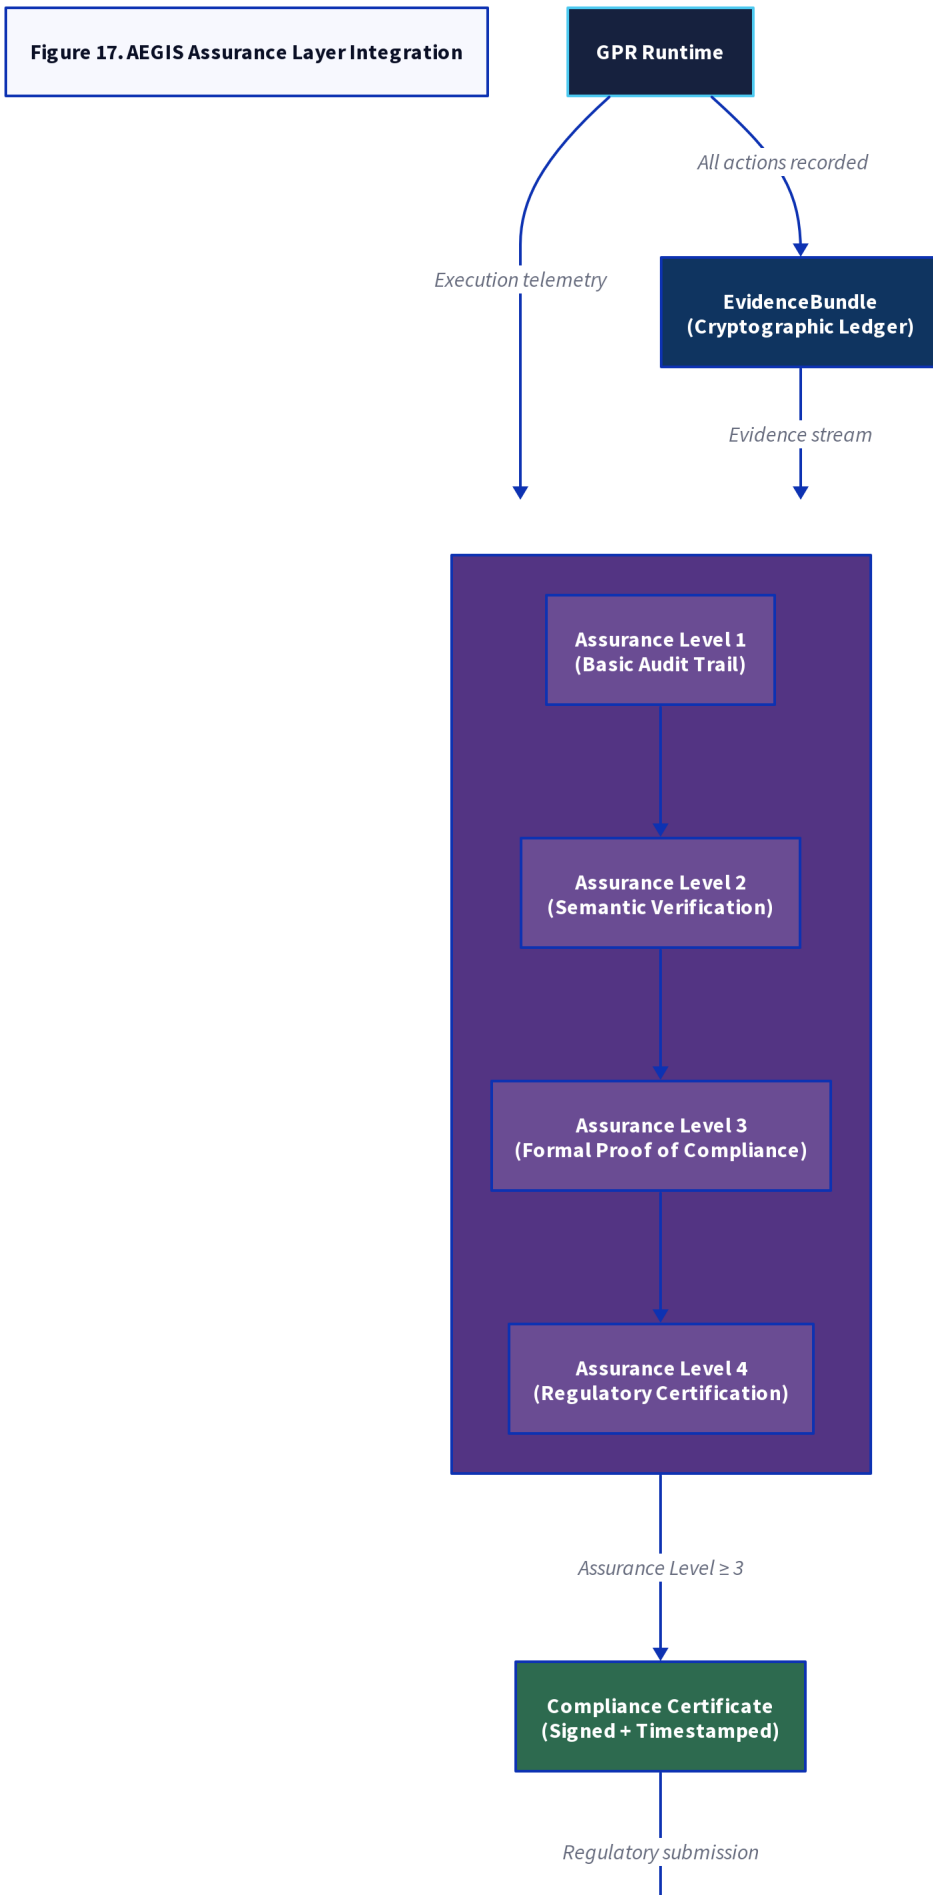 Figure 17. AEGIS Assurance Layer Integration
GPR Runtime
All actions recorded
Execution telemetry
EvidenceBundle
(Cryptographic Ledger)
Evidence stream
Assurance Level 1
(Basic Audit Trail)
Assurance Level 2
(Semantic Verification)
Assurance Level 3
(Formal Proof of Compliance)
Assurance Level 4
(Regulatory Certification)
Assurance Level ≥ 3
Compliance Certificate
(Signed + Timestamped)
Regulatory submission